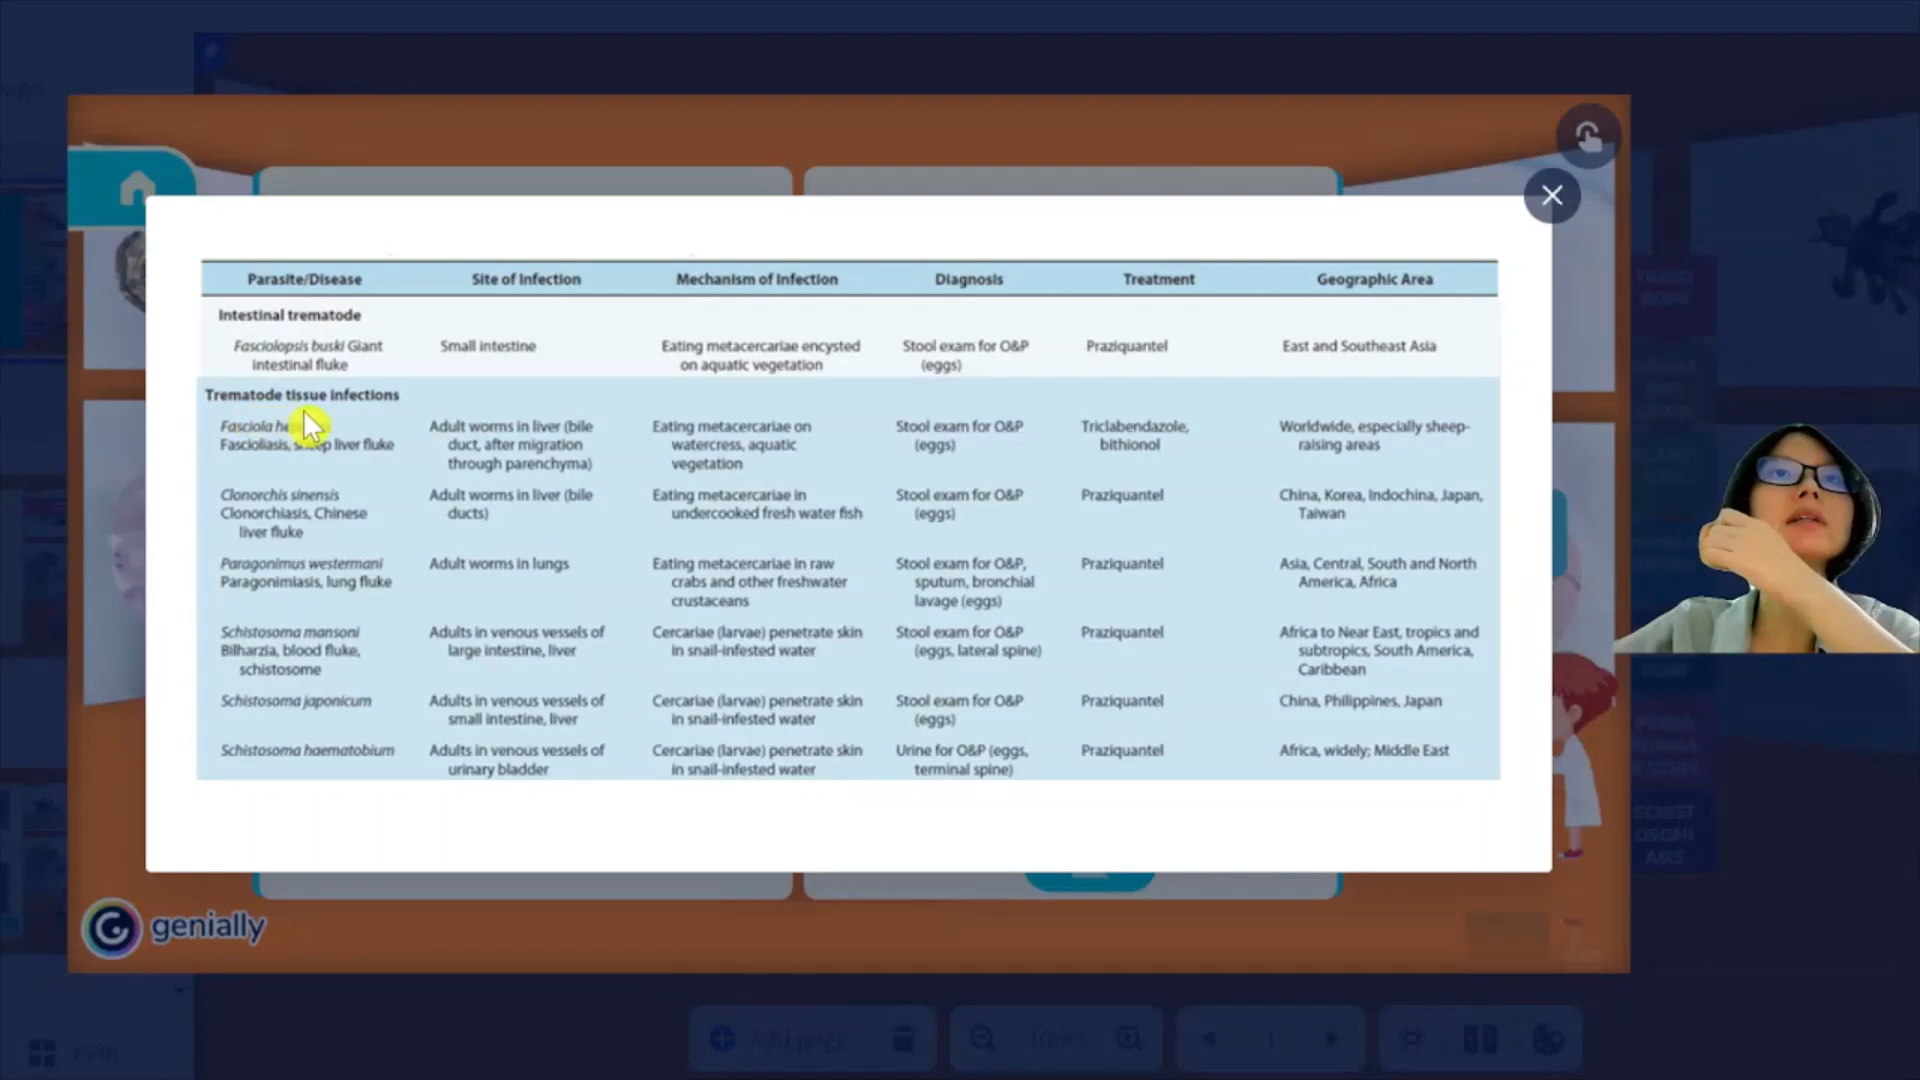 Parasite/Disease Site of Infection Mechanism of Infection Diagnosis Treatment Geographic Area
Intestinal trematode
Fasciolopsis buski Giant Small intestine Eating metacercariae encysted Stool exam for O&P Praziquantel East and Southeast Asia
intestinal fluke on aquatic vegetation (eggs)
Trematode tissue infections
Fasciola Adult worms in liver (bile Eating metacercariae on Stool exam for O&P Triclabendazole, Worldwide, especially sheep-
Fascioliasis, liver fluke duct, after migration watercress, aquatic (eggs) bithionol raising areas
through parenchyma) vegetation
Clonorchis sinensis Adult worms in liver (bile Eating metacercariae in Stool exam for O&P Praziquantel China, Korea, Indochina, Japan,
Clonorchiasis, Chinese ducts) undercooked fresh water fish (eggs) Taiwan
liver fluke
Paragonimus westermani Adult worms in lungs Eating metacercariae in raw Stool exam for O&P, Praziquantel Asia, Central, South and North
Paragonimiasis, lung fluke crabs and other freshwater sputum, bronchial America, Africa
crustaceans lavage (eggs)
Schistosoma mansoni Adults in venous vessels of Cercariae (larvae) penetrate skin Stool exam for O&P Praziquantel Africa to Near East, tropics and
Bilharzia, blood fluke, large intestine, liver in snail-infested water (eggs, lateral spine) subtropics, South America,
schistosome Caribbean
Schistosoma japonicum Adults in venous vessels of Cercariae (larvae) penetrate skin Stool exam for O&P Praziquantel China, Philippines, Japan
small intestine, liver in snail-infested water (eggs)
Schistosoma haematobium Adults in venous vessels of Cercariae (larvae) penetrate skin Urine for O&P (eggs, Praziquantel Africa, widely; Middle East
urinary bladder in snail-infested water terminal spine)
SCHIST
OSOMI
ASIS
genially
Add page